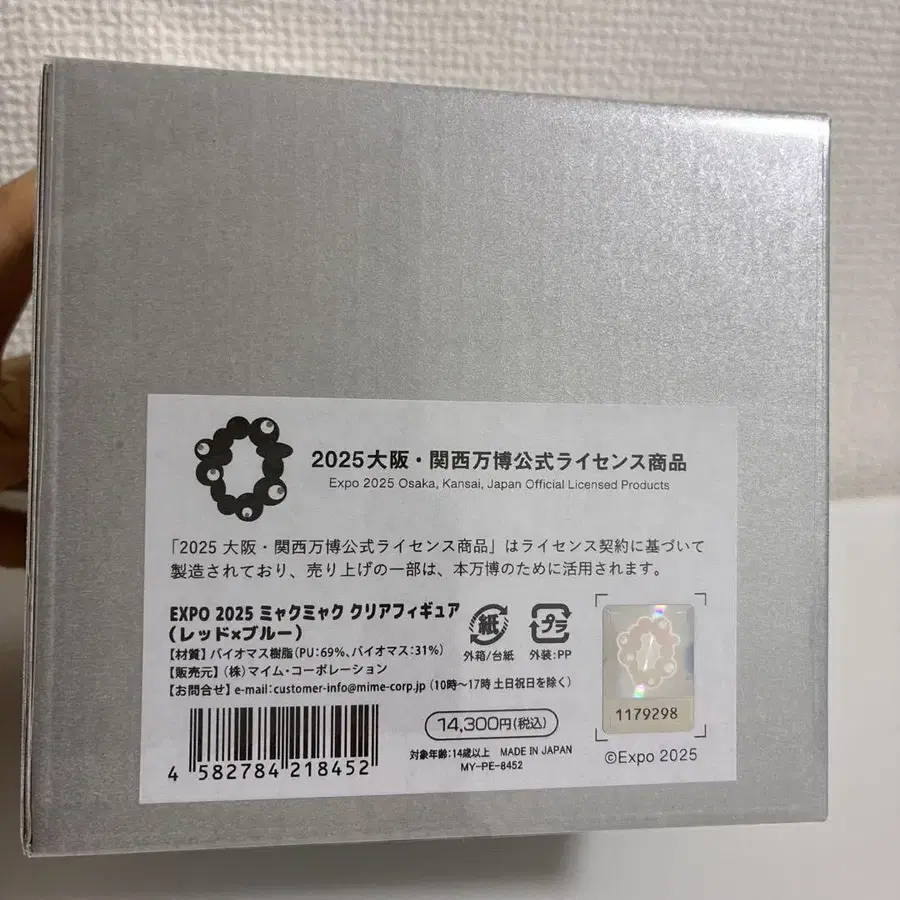 2025大阪・関西万博公式ライセンス商品
Expo 2025 Osaka, Kansai, Japan Official Licensed Products
「2025 大阪・関西万博公式ライセンス商品」はライセンス契約に基づいて
製造されており、売り上げの一部は、本万博のために活用されます。
EXPO 2025 ミャクミャク クリアフィギュア
（レッド×ブルー）
【材質】バイオマス樹脂（PU:69%、バイオマス:31%）
【販売元】（株）マイム・コーポレーション
【お問合せ】e-mail:customer-info@mime-corp.jp（10時〜17時 土日祝日を除く）
紙
外箱/台紙
プラ
外装:PP
4 582784 218452
14,300円(税込)
対象年齢:14歳以上 MADE IN JAPAN
MY-PE-8452
1179298
©Expo 2025